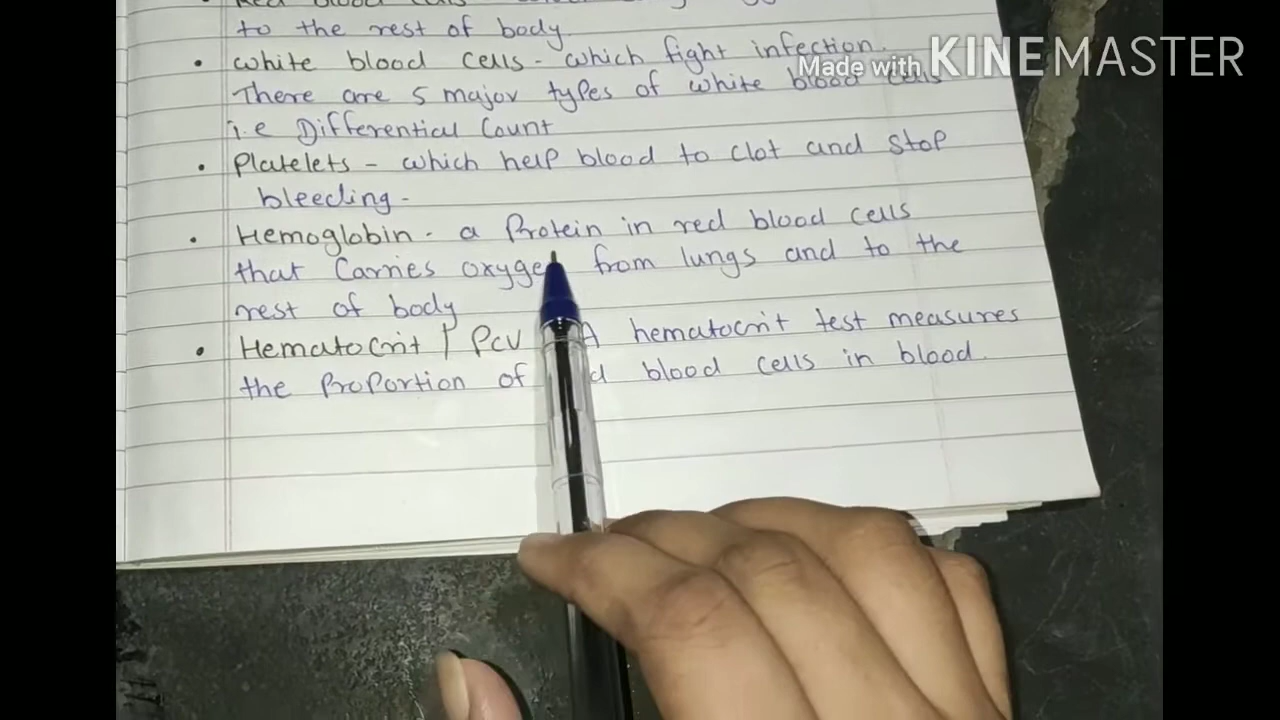 to the rest of body.
• White blood cells - which fight infection.
Made with KINEMASTER
There are 5 major types of white blood cells
i.e Differential Count
• Platelets - which help blood to clot and stop
bleeding -
• Hemoglobin - a Protein in red blood cells
that Carries oxygen from lungs and to the
rest of body
• Hematocrit | PCV A hematocrit test measures
the Proportion of blood cells in blood.